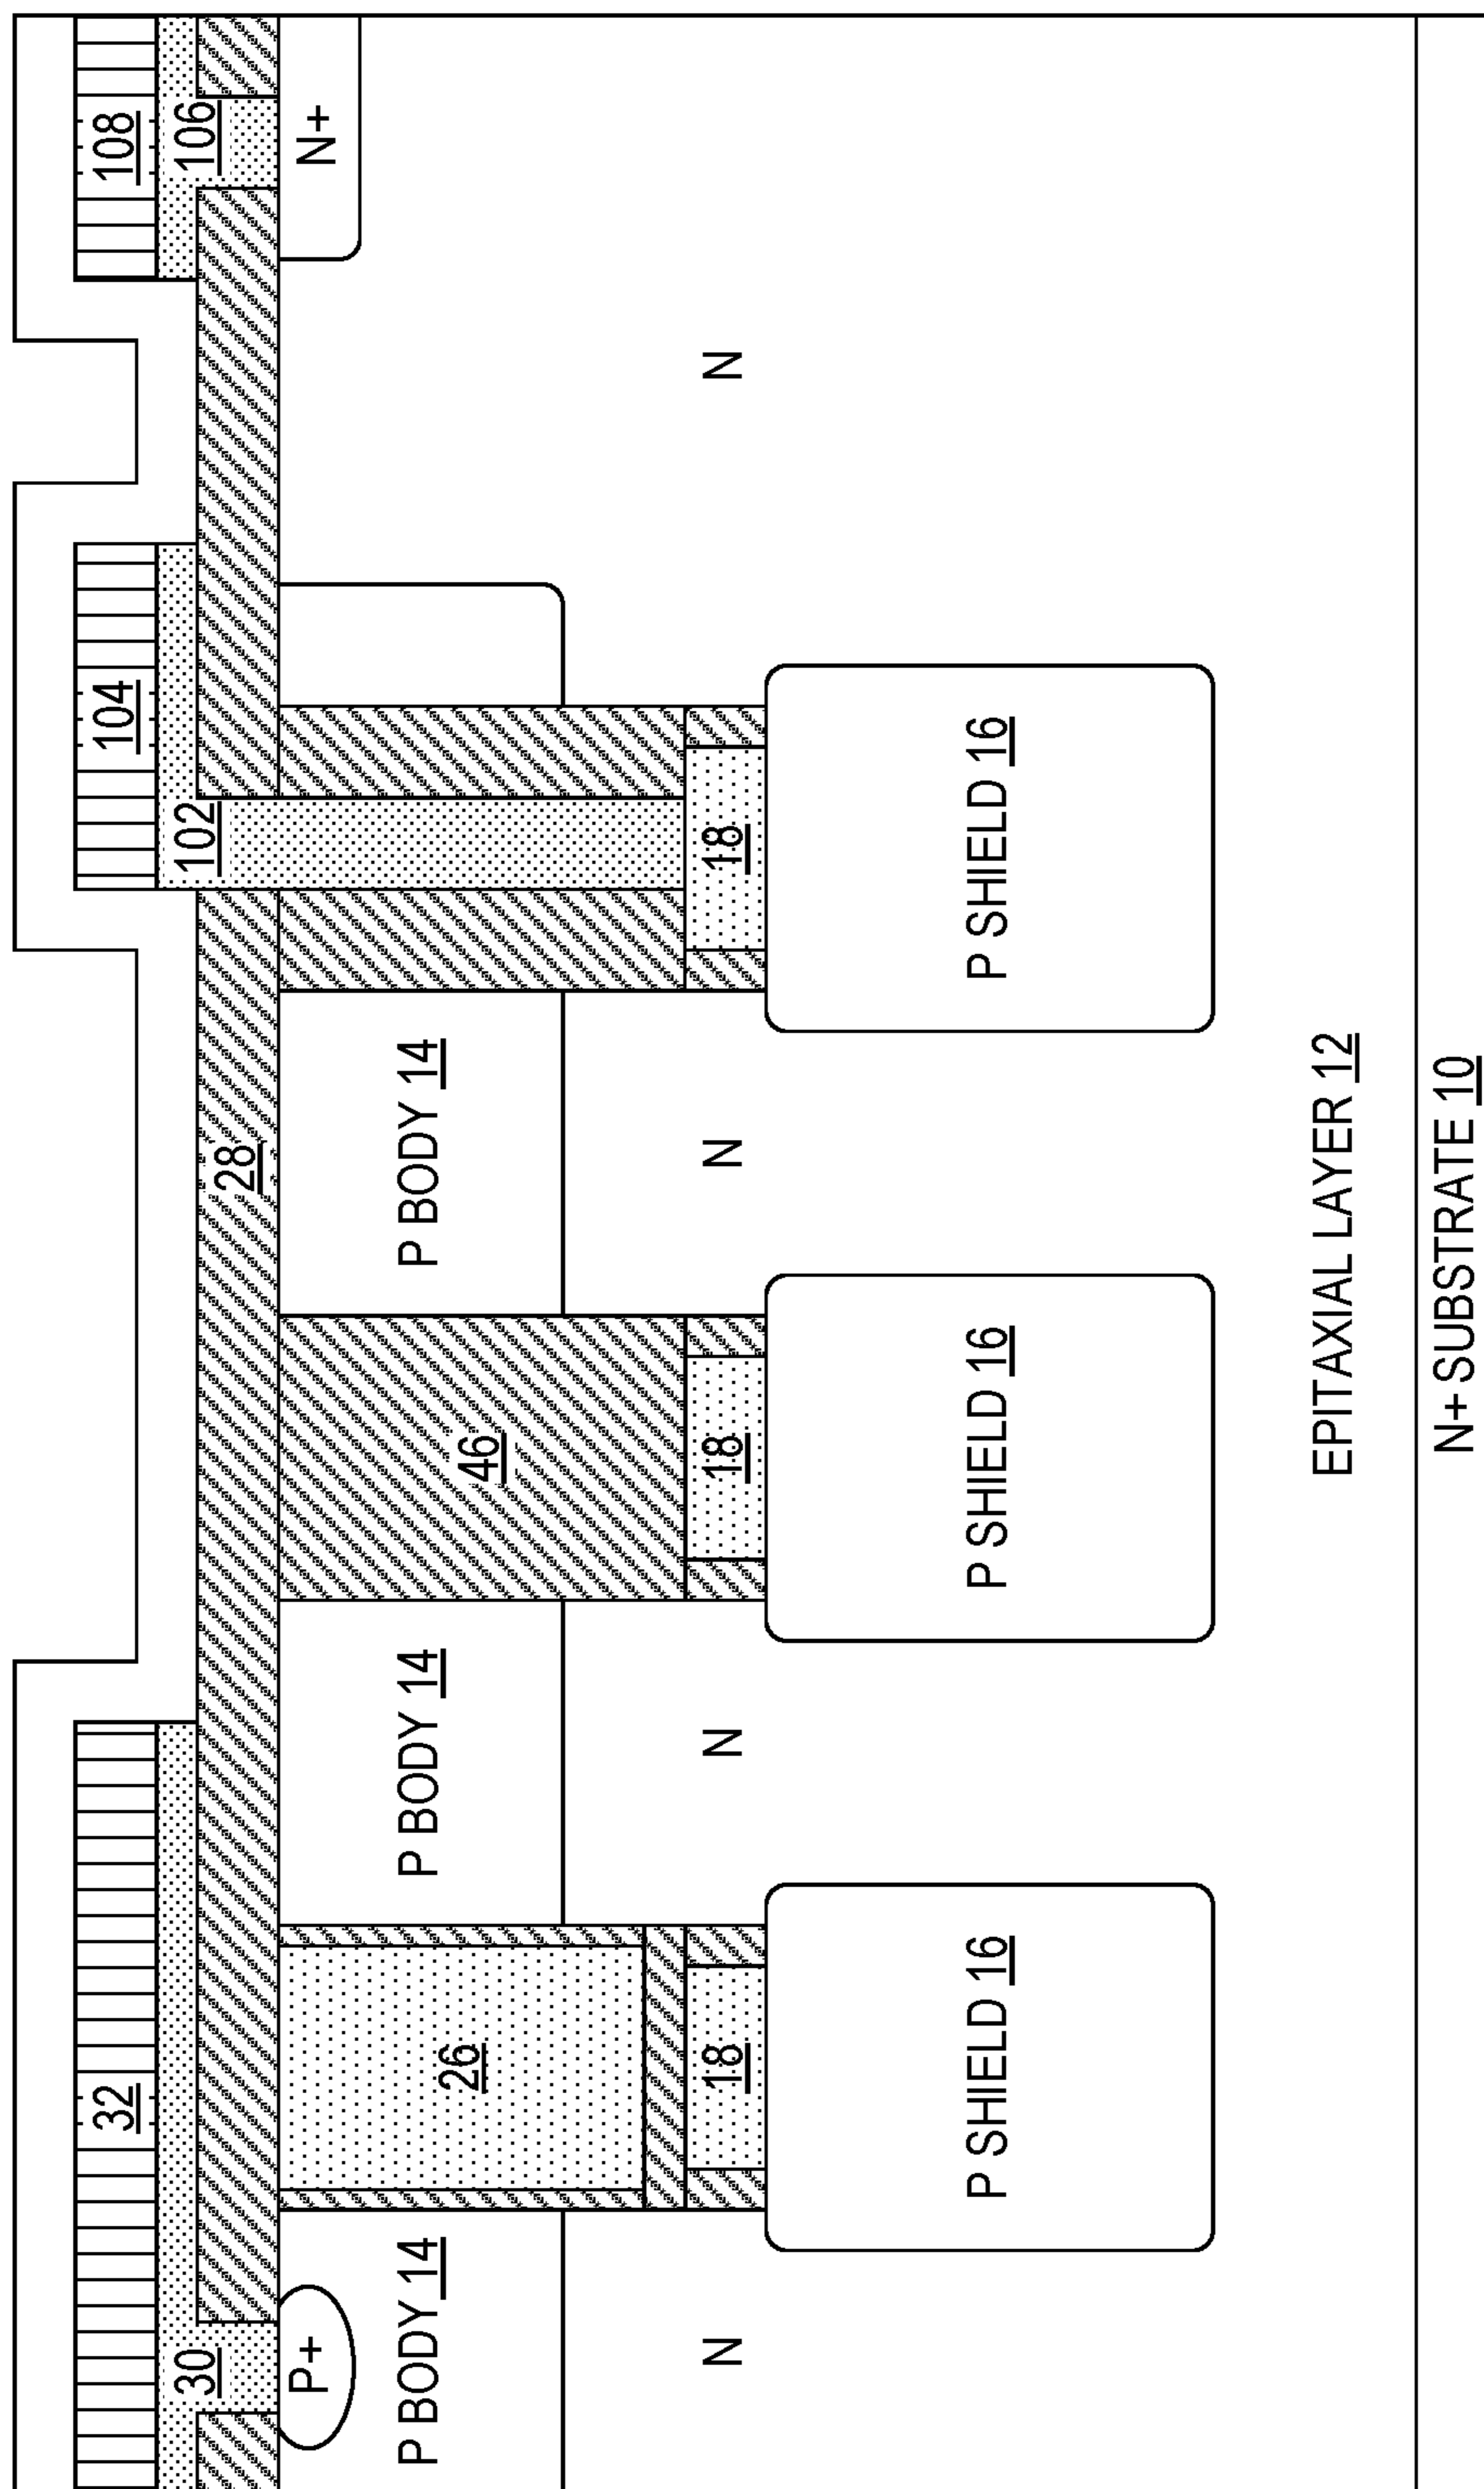 32
104
108
30
102
106
28
P+
N+
P BODY 14
P BODY 14
P BODY 14
26
46
N
N
N
N
18
18
18
P SHIELD 16
P SHIELD 16
P SHIELD 16
EPITAXIAL LAYER 12
N+ SUBSTRATE 10